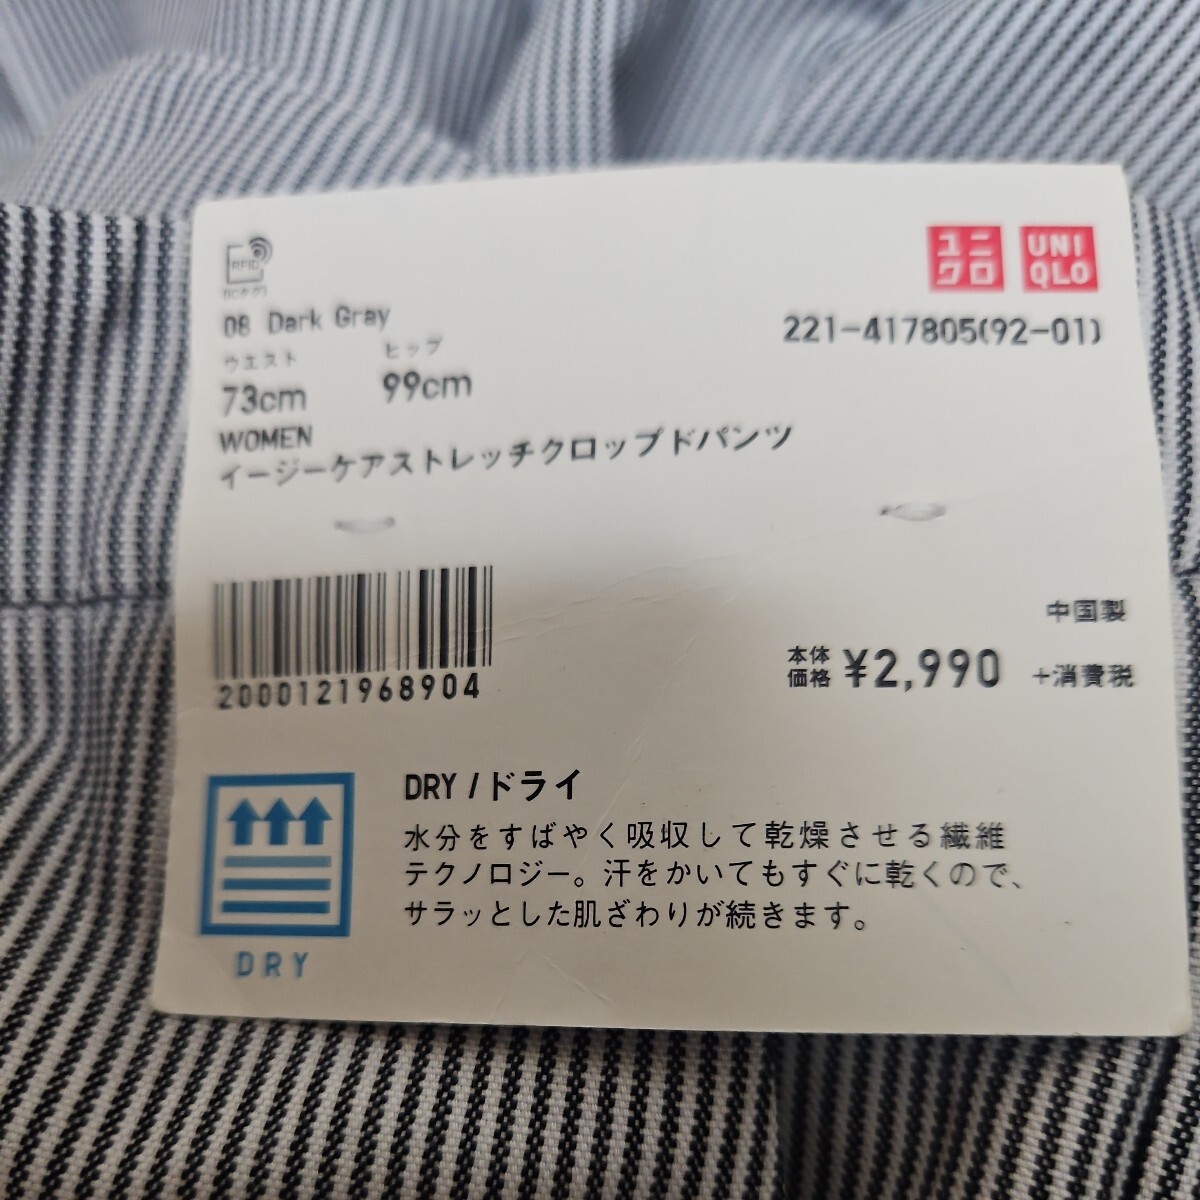 RFID
ICタグ
ユニクロ
UNIQLO
08 Dark Gray
221-417805(92-01)
ウエスト ヒップ
73cm 99cm
WOMEN
イージーケアストレッチクロップドパンツ
2000121968904
中国製
本体価格 ¥2,990 +消費税
DRY /ドライ
水分をすばやく吸収して乾燥させる繊維
テクノロジー。汗をかいてもすぐに乾くので、
サラッとした肌ざわりが続きます。
DRY